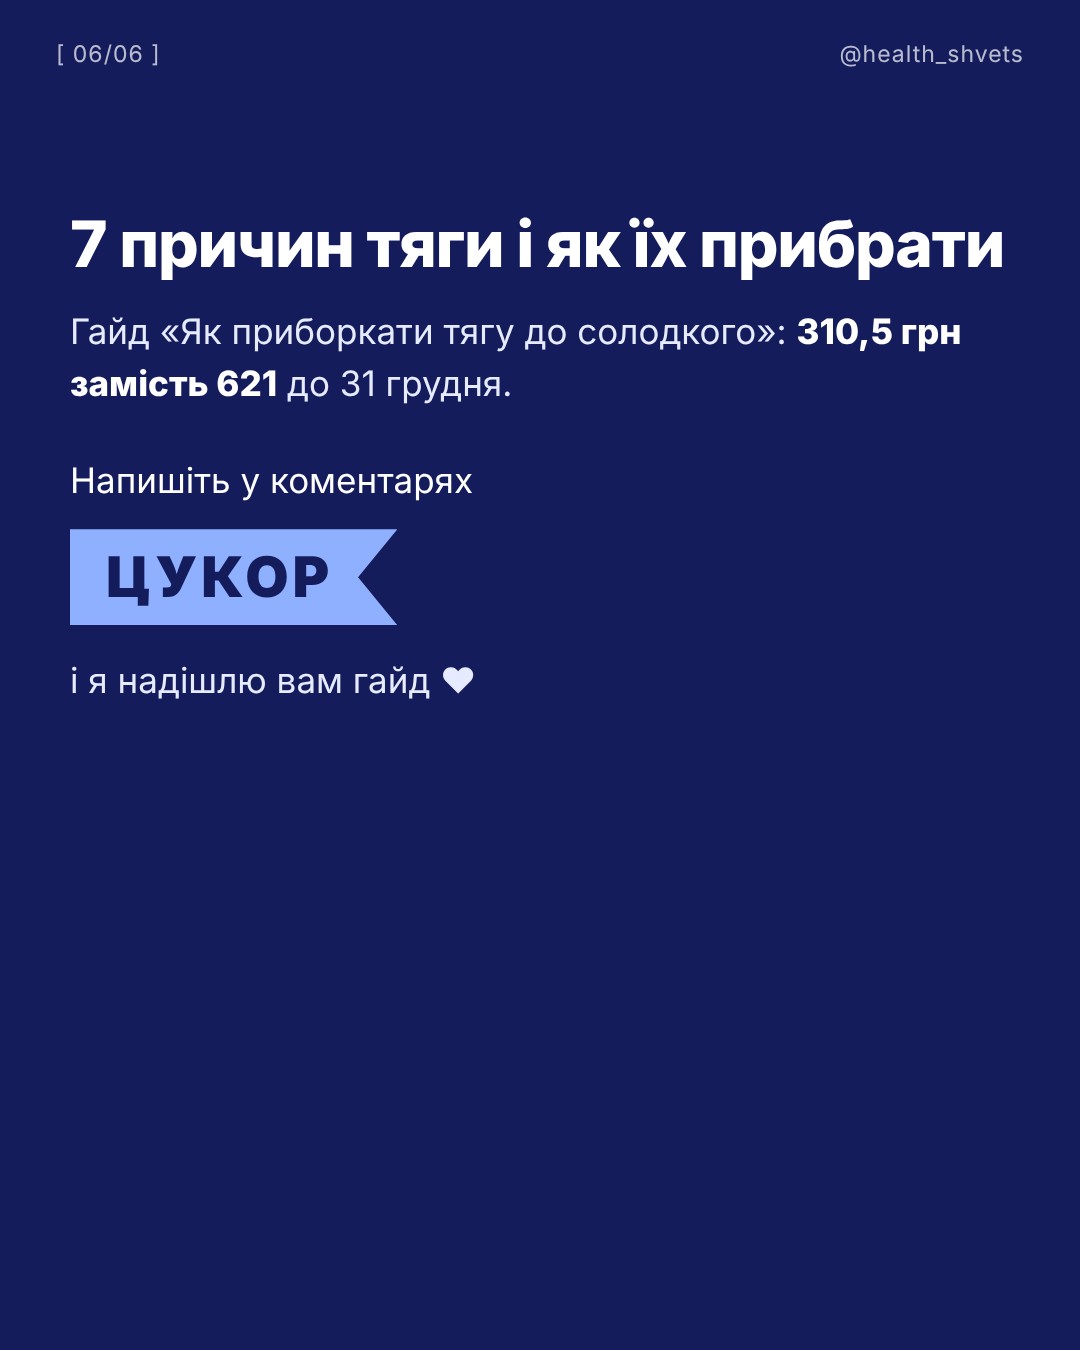 [ 06/06 ]
@health_shvets
7 причин тяги і як їх прибрати
Гайд «Як приборкати тягу до солодкого»: 310,5 грн
замість 621 до 31 грудня.
Напишіть у коментарях
ЦУКОР
і я надішлю вам гайд ♥